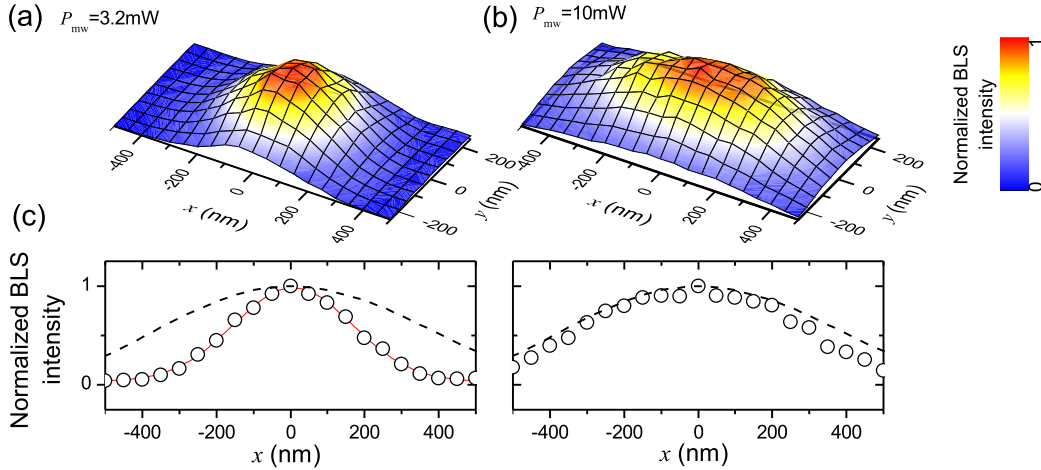 (a) P_mw=3.2mW
(b) P_mw=10mW
Normalized BLS intensity
0 1
-400 -200 0 200 400
x (nm)
-200 0 200
y (nm)
-400 -200 0 200 400
x (nm)
-200 0 200
y (nm)
(c)
Normalized BLS
intensity
1
0
-400 -200 0 200 400
x (nm)
-400 -200 0 200 400
x (nm)